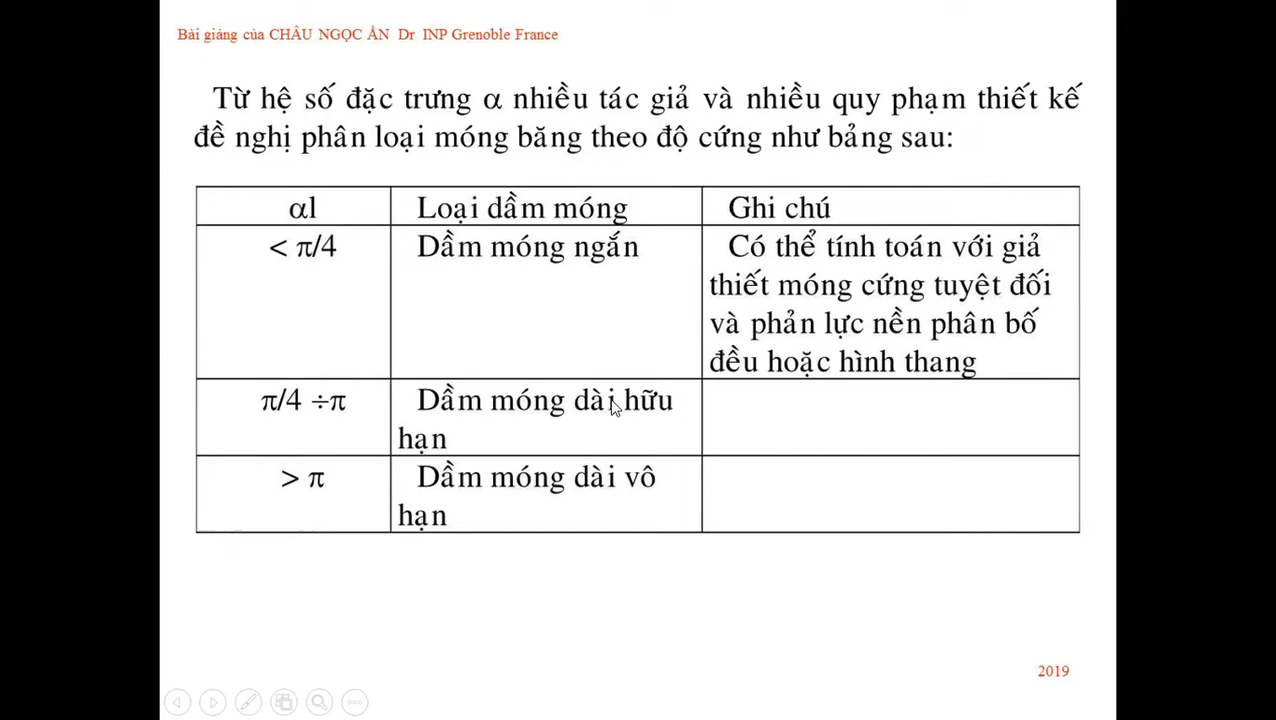 Bài giảng của CHÂU NGỌC ẨN Dr INP Grenoble France
Từ hệ số đặc trưng α nhiều tác giả và nhiều quy phạm thiết kế
đề nghị phân loại móng băng theo độ cứng như bảng sau:
αl
Loại dầm móng
Ghi chú
< π/4
Dầm móng ngắn
Có thể tính toán với giả
thiết móng cứng tuyệt đối
và phản lực nền phân bố
đều hoặc hình thang
π/4 ÷π
Dầm móng dài hữu
hạn
> π
Dầm móng dài vô
hạn
2019